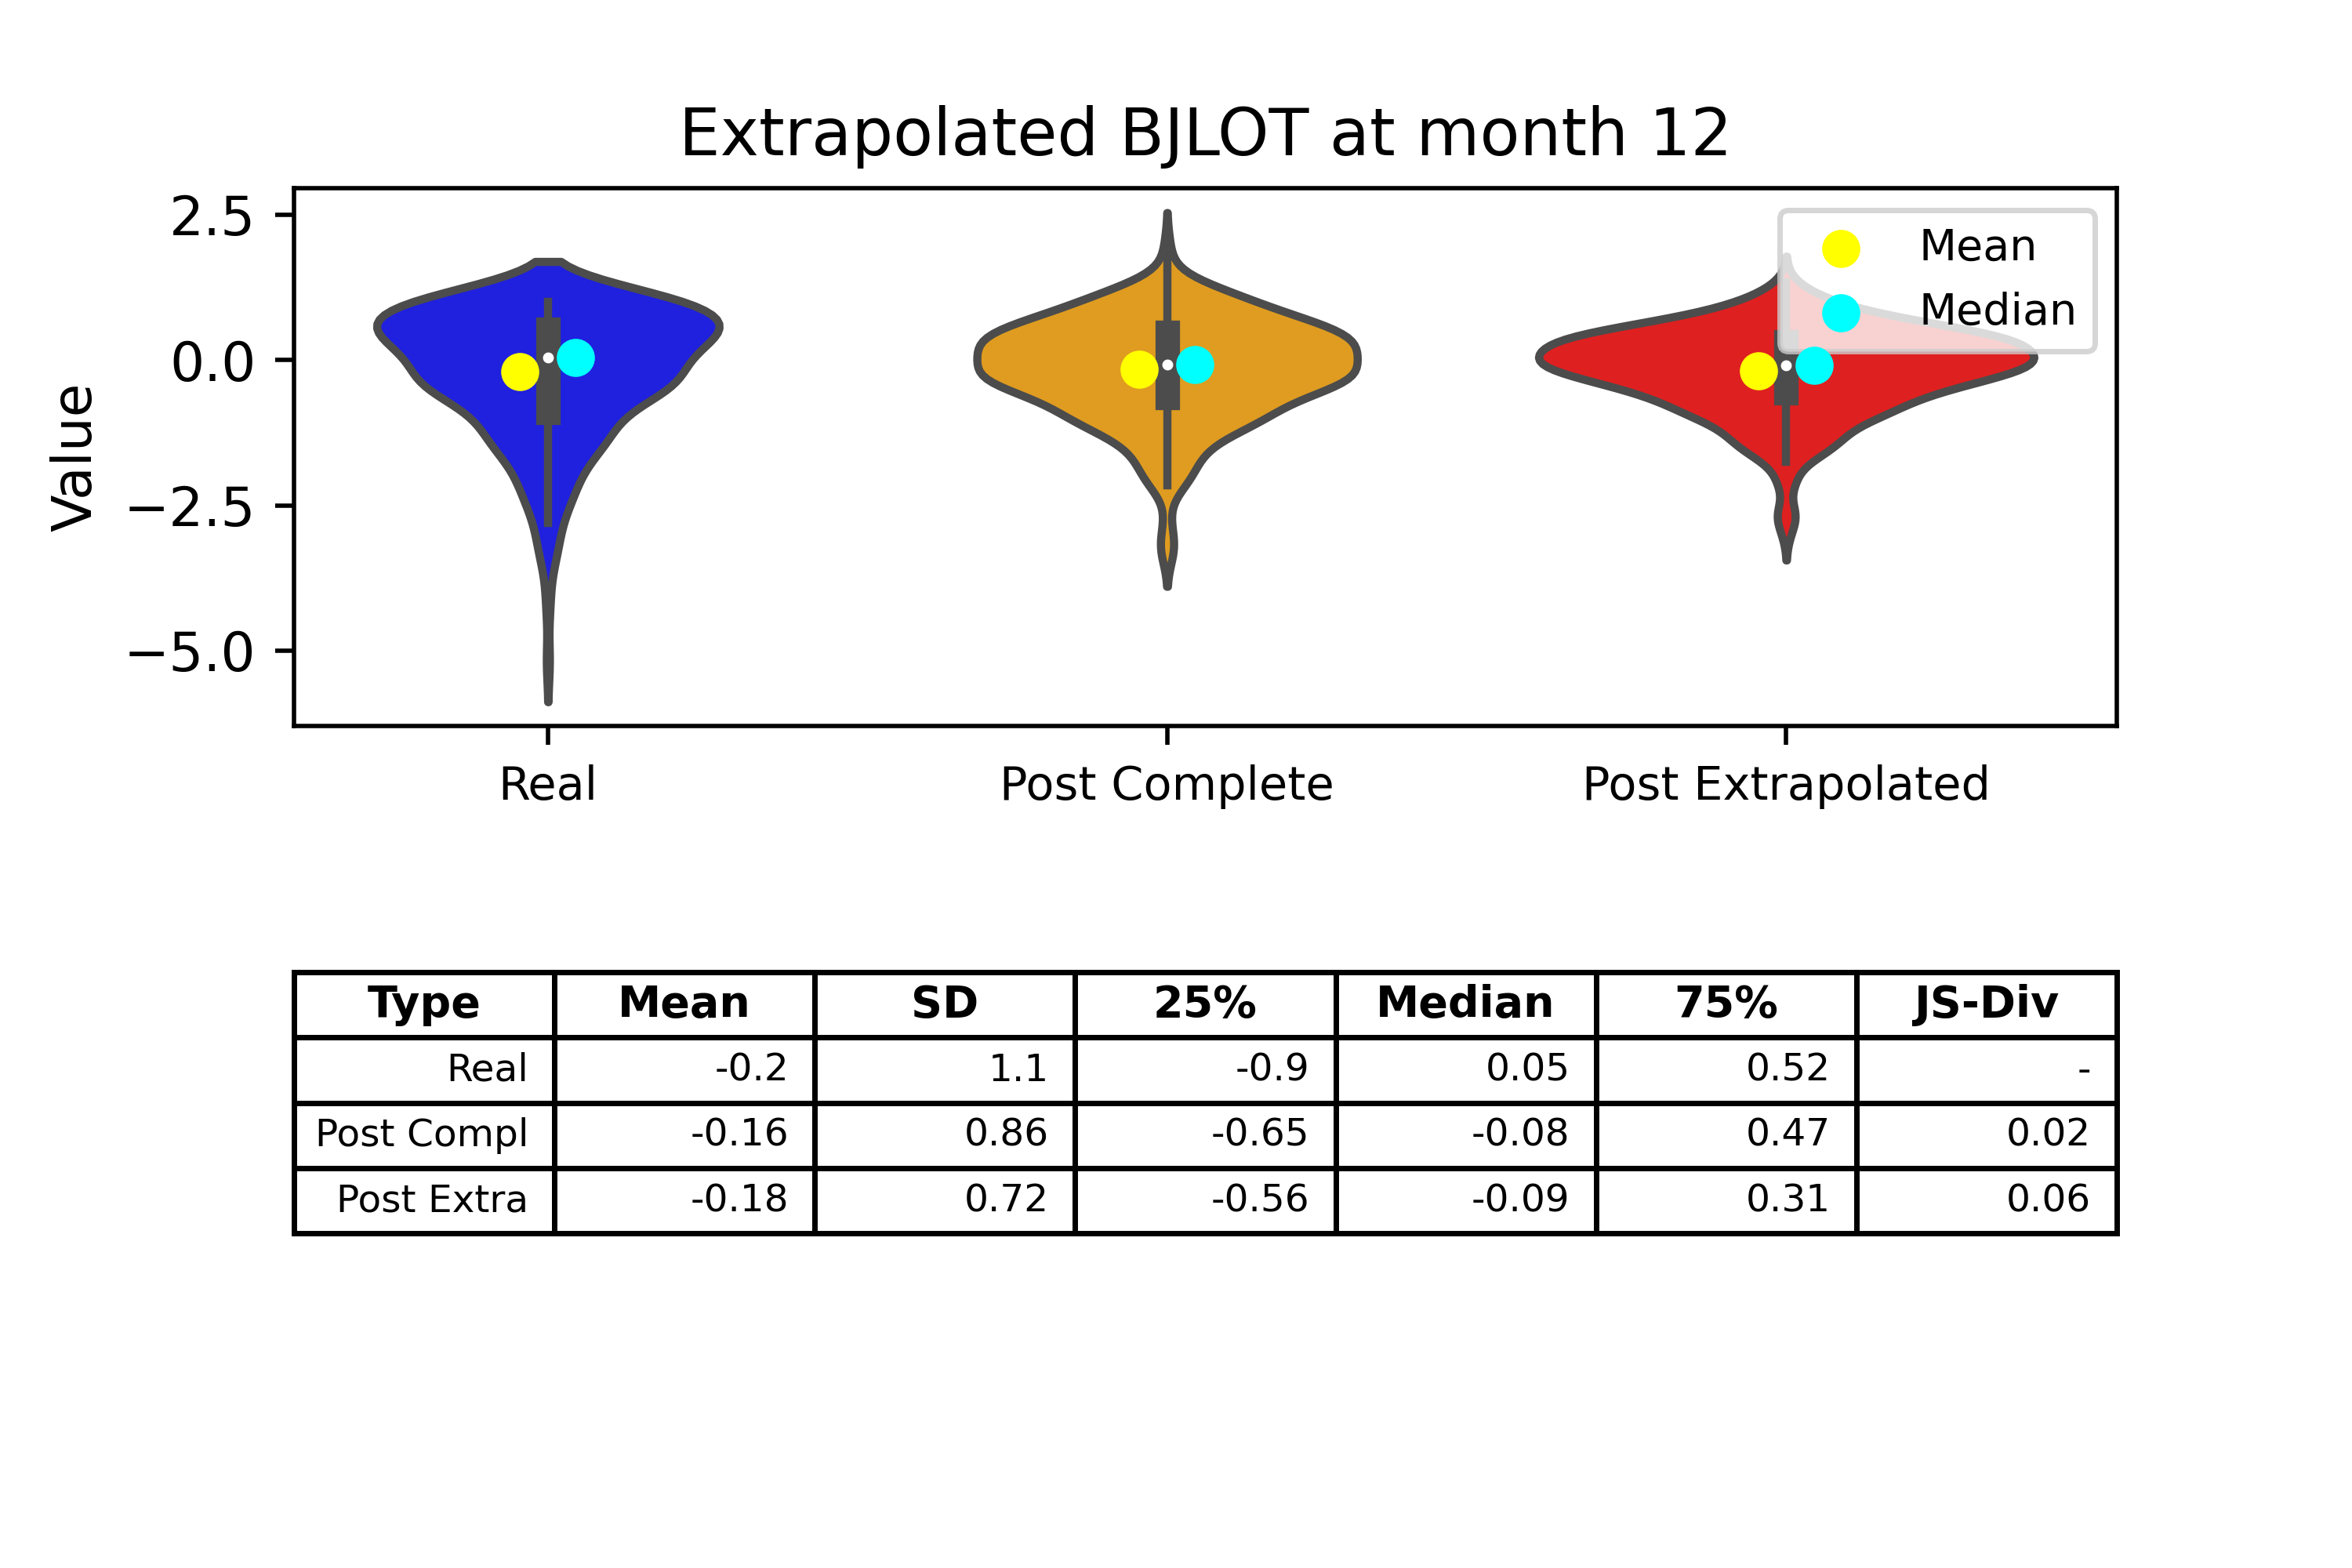 Extrapolated BJLOT at month 12
Mean
Median
2.5
0.0
−2.5
−5.0
Value
Real Post Complete Post Extrapolated
Type Mean SD 25% Median 75% JS-Div
Real -0.2 1.1 -0.9 0.05 0.52 -
Post Compl -0.16 0.86 -0.65 -0.08 0.47 0.02
Post Extra -0.18 0.72 -0.56 -0.09 0.31 0.06